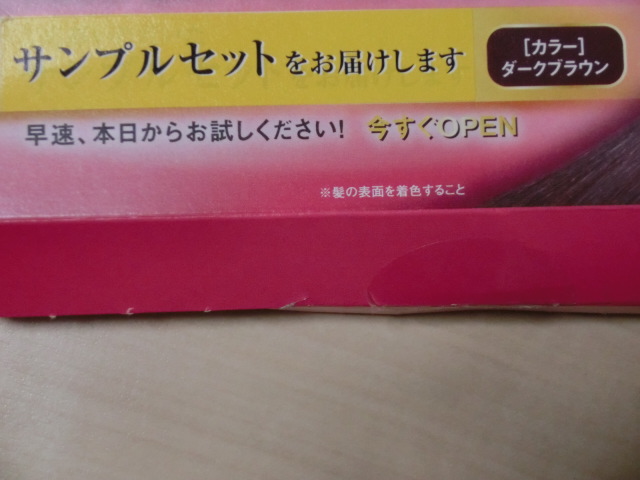 サンプルセットをお届けします
[カラー]
ダークブラウン
早速、本日からお試しください! 今すぐOPEN
※髪の表面を着色すること